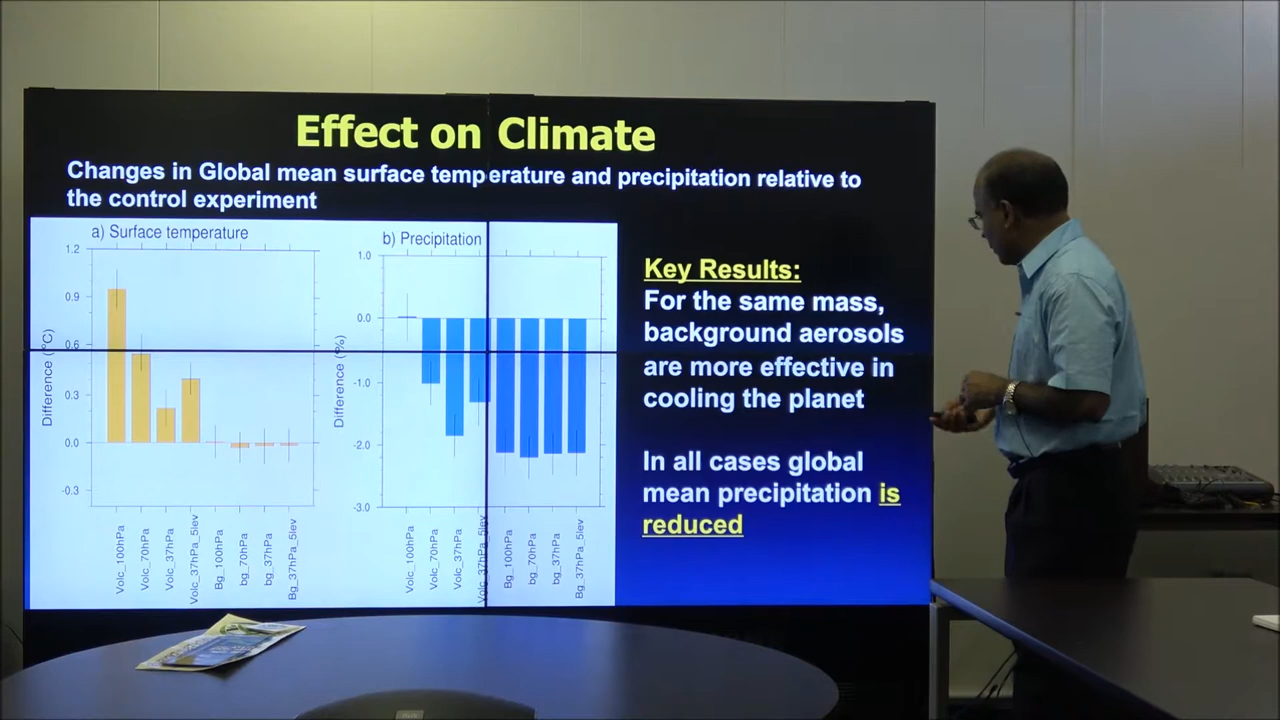 Effect on Climate
Changes in Global mean surface temperature and precipitation relative to
the control experiment
a) Surface temperature
1.2
0.9
0.6
0.3
0.0
-0.3
Difference (°C)
Volc_100hPa
Volc_70hPa
Volc_37hPa
Volc_37hPa_5lev
Bg_100hPa
bg_70hPa
bg_37hPa
Bg_37hPa_5lev
b) Precipitation
1.0
0.0
-1.0
-2.0
-3.0
Difference (%)
Volc_100hPa
Volc_70hPa
Volc_37hPa
Volc_37hPa_5lev
Bg_100hPa
bg_70hPa
bg_37hPa
Bg_37hPa_5lev
Key Results:
For the same mass,
background aerosols
are more effective in
cooling the planet
In all cases global
mean precipitation is
reduced